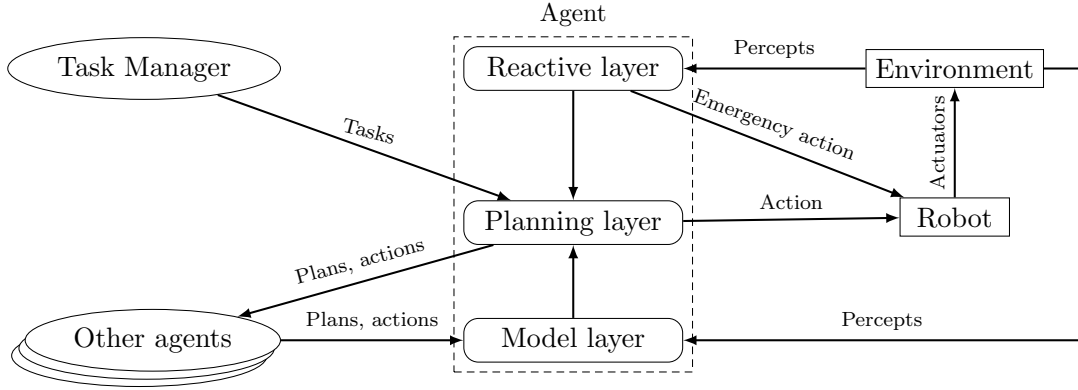 Agent
Task Manager
Reactive layer
Percepts
Environment
Tasks
Emergency action
Actuators
Planning layer
Action
Robot
Plans, actions
Other agents
Plans, actions
Model layer
Percepts